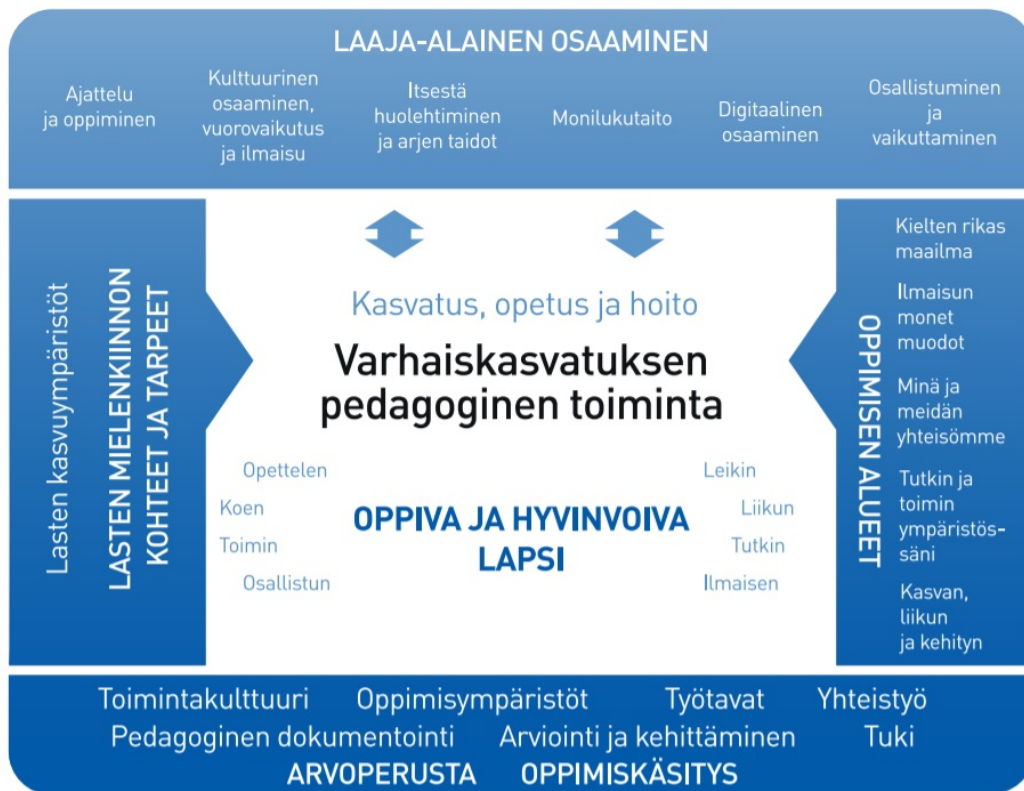 LAAJA-ALAINEN OSAAMINEN
Ajattelu
ja oppiminen
Kulttuurinen
osaaminen,
vuorovaikutus
ja ilmaisu
Itsestä
huolehtiminen
ja arjen taidot
Monilukutaito
Digitaalinen
osaaminen
Osallistuminen
ja
vaikuttaminen
Lasten kasvuympäristöt
LASTEN MIELENKIINNON
KOHTEET JA TARPEET
Kasvatus, opetus ja hoito
Varhaiskasvatuksen
pedagoginen toiminta
Opettelen
Koen
Toimin
Osallistun
OPPIVA JA HYVINVOIVA
LAPSI
Leikin
Liikun
Tutkin
Ilmaisen
OPPIMISEN ALUEET
Kielten rikas
maailma
Ilmaisun
monet
muodot
Minä ja
meidän
yhteisömme
Tutkin ja
toimin
ympäristös-
säni
Kasvan,
liikun
ja kehityn
Toimintakulttuuri Oppimisympäristöt Työtavat Yhteistyö
Pedagoginen dokumentointi Arviointi ja kehittäminen Tuki
ARVOPERUSTA OPPIMISKÄSITYS